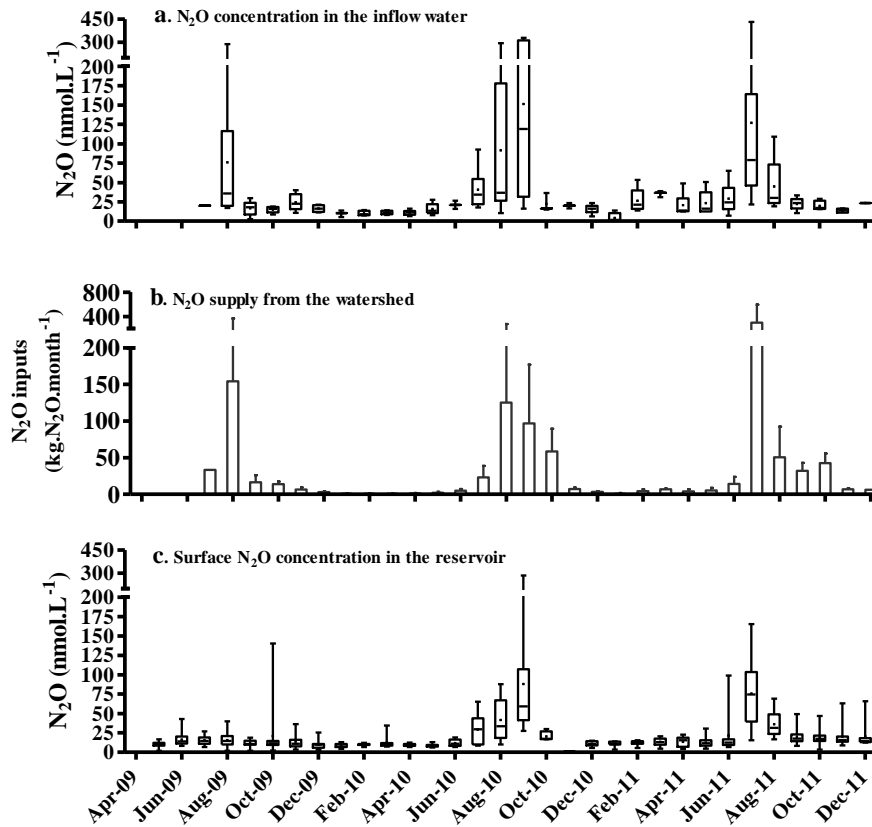 a. N₂O concentration in the inflow water
450
300
200
175
150
125
100
75
50
25
0
N₂O (nmol.L⁻¹)
b. N₂O supply from the watershed
800
400
200
150
100
50
0
N₂O inputs
(kg.N₂O.month⁻¹)
c. Surface N₂O concentration in the reservoir
450
300
200
175
150
125
100
75
50
25
0
N₂O (nmol.L⁻¹)
Apr-09
Jun-09
Aug-09
Oct-09
Dec-09
Feb-10
Apr-10
Jun-10
Aug-10
Oct-10
Dec-10
Feb-11
Apr-11
Jun-11
Aug-11
Oct-11
Dec-11